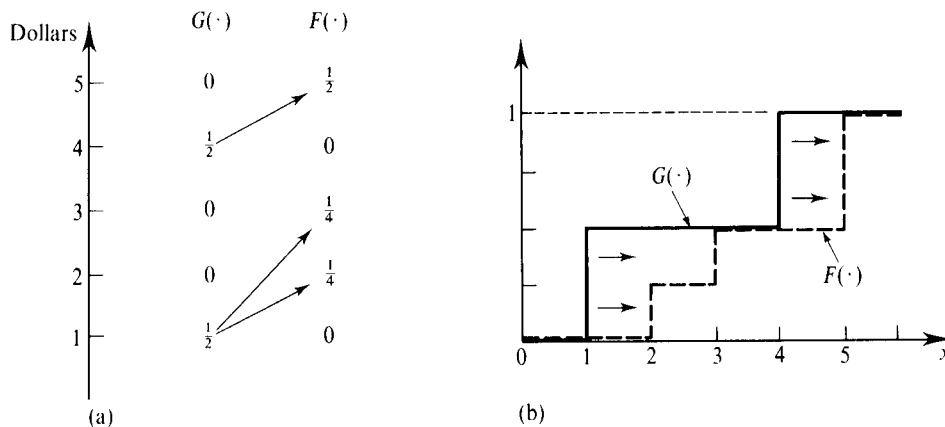 Dollars G(·) F(·)
5 0 1/2
4 1/2 0
3 0 1/4
2 0 1/4
1 1/2 0
(a)
1
G(·)
F(·)
0 1 2 3 4 5 x
(b)